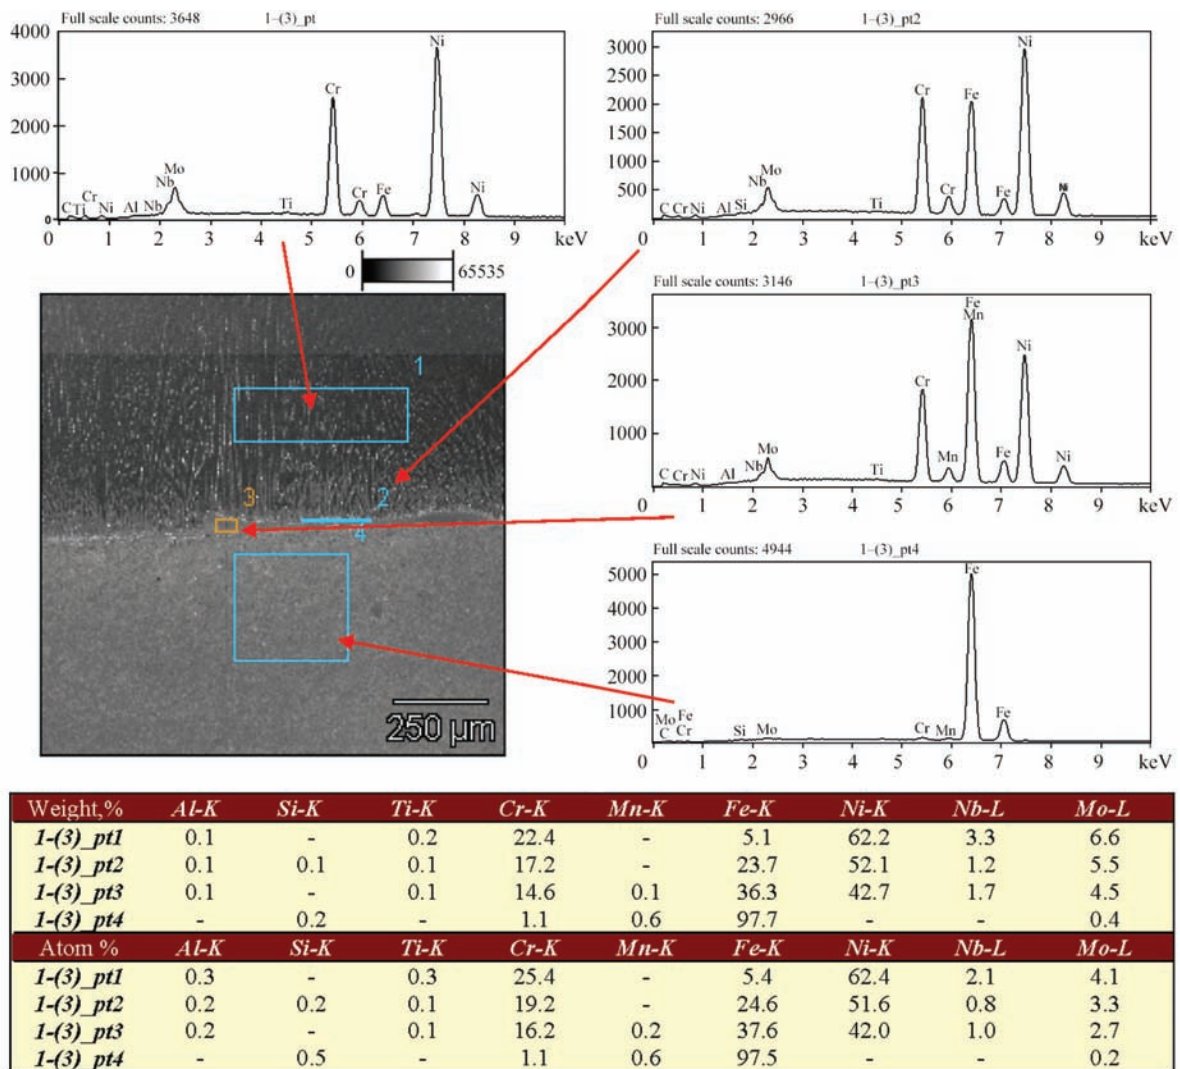 Full scale counts: 3648 1–(3)_pt
4000
3000
2000
1000
0
Ni
Cr
Mo
Nb
Cr
C Ti Ni Al Nb
Ti
Cr Fe
Ni
0 1 2 3 4 5 6 7 8 9 keV
Full scale counts: 2966 1–(3)_pt2
3000
2500
2000
1500
1000
500
0
Ni
Cr Fe
Mo
Nb
C Cr Ni Al Si
Ti
Cr Fe Ni
0 1 2 3 4 5 6 7 8 9 keV
0 65535
1
3 2
4
250 μm
Full scale counts: 3146 1–(3)_pt3
3000
2000
1000
0
Fe
Mn
Ni
Cr
Mo
Nb
C Cr Ni Al
Ti
Mn Fe Ni
0 1 2 3 4 5 6 7 8 9 keV
Full scale counts: 4944 1–(3)_pt4
5000
4000
3000
2000
1000
Fe
Mo Fe
C Cr
Si Mo
Cr Mn
Fe
0 1 2 3 4 5 6 7 8 9 keV
Weight,% Al-K Si-K Ti-K Cr-K Mn-K Fe-K Ni-K Nb-L Mo-L
1-(3)_pt1 0.1 - 0.2 22.4 - 5.1 62.2 3.3 6.6
1-(3)_pt2 0.1 0.1 0.1 17.2 - 23.7 52.1 1.2 5.5
1-(3)_pt3 0.1 - 0.1 14.6 0.1 36.3 42.7 1.7 4.5
1-(3)_pt4 - 0.2 - 1.1 0.6 97.7 - - 0.4
Atom % Al-K Si-K Ti-K Cr-K Mn-K Fe-K Ni-K Nb-L Mo-L
1-(3)_pt1 0.3 - 0.3 25.4 - 5.4 62.4 2.1 4.1
1-(3)_pt2 0.2 0.2 0.1 19.2 - 24.6 51.6 0.8 3.3
1-(3)_pt3 0.2 - 0.1 16.2 0.2 37.6 42.0 1.0 2.7
1-(3)_pt4 - 0.5 - 1.1 0.6 97.5 - - 0.2